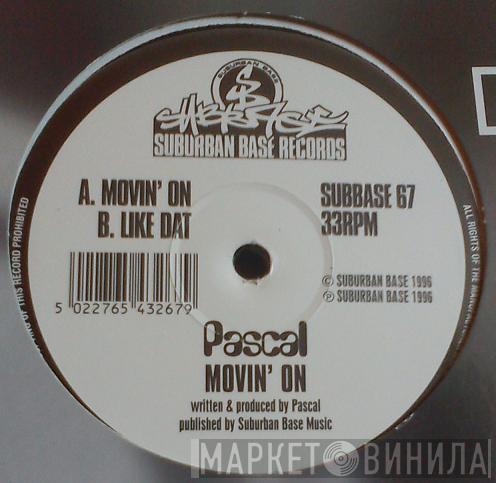 SUBURBAN BASE
SUBBASE
SUBURBAN BASE RECORDS
A. MOVIN' ON
B. LIKE DAT
SUBBASE 67
33RPM
5 022765 432679
© SUBURBAN BASE 1996
℗ SUBURBAN BASE 1996
Pascal
MOVIN' ON
written & produced by Pascal
published by Suburban Base Music
OF THIS RECORD PROHIBITED
ALL RIGHTS OF THE
МАРКЕТ ВИНИЛА